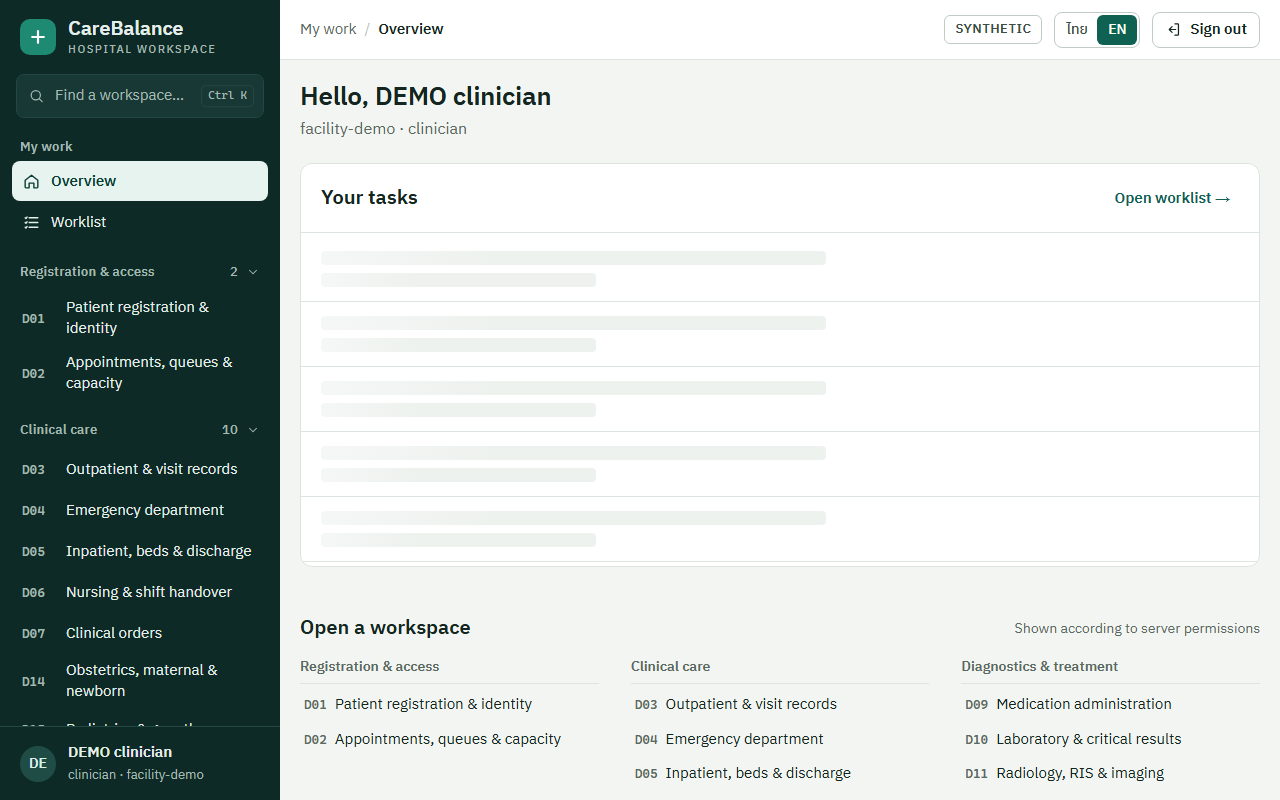 CareBalance
HOSPITAL WORKSPACE
Find a workspace... Ctrl K
My work
Overview
Worklist
Registration & access 2
D01 Patient registration &
identity
D02 Appointments, queues &
capacity
Clinical care 10
D03 Outpatient & visit records
D04 Emergency department
D05 Inpatient, beds & discharge
D06 Nursing & shift handover
D07 Clinical orders
D14 Obstetrics, maternal &
newborn
DE DEMO clinician
clinician · facility-demo
My work / Overview
SYNTHETIC ไทย EN Sign out
Hello, DEMO clinician
facility-demo · clinician
Your tasks Open worklist →
Open a workspace Shown according to server permissions
Registration & access
D01 Patient registration & identity
D02 Appointments, queues & capacity
Clinical care
D03 Outpatient & visit records
D04 Emergency department
D05 Inpatient, beds & discharge
Diagnostics & treatment
D09 Medication administration
D10 Laboratory & critical results
D11 Radiology, RIS & imaging